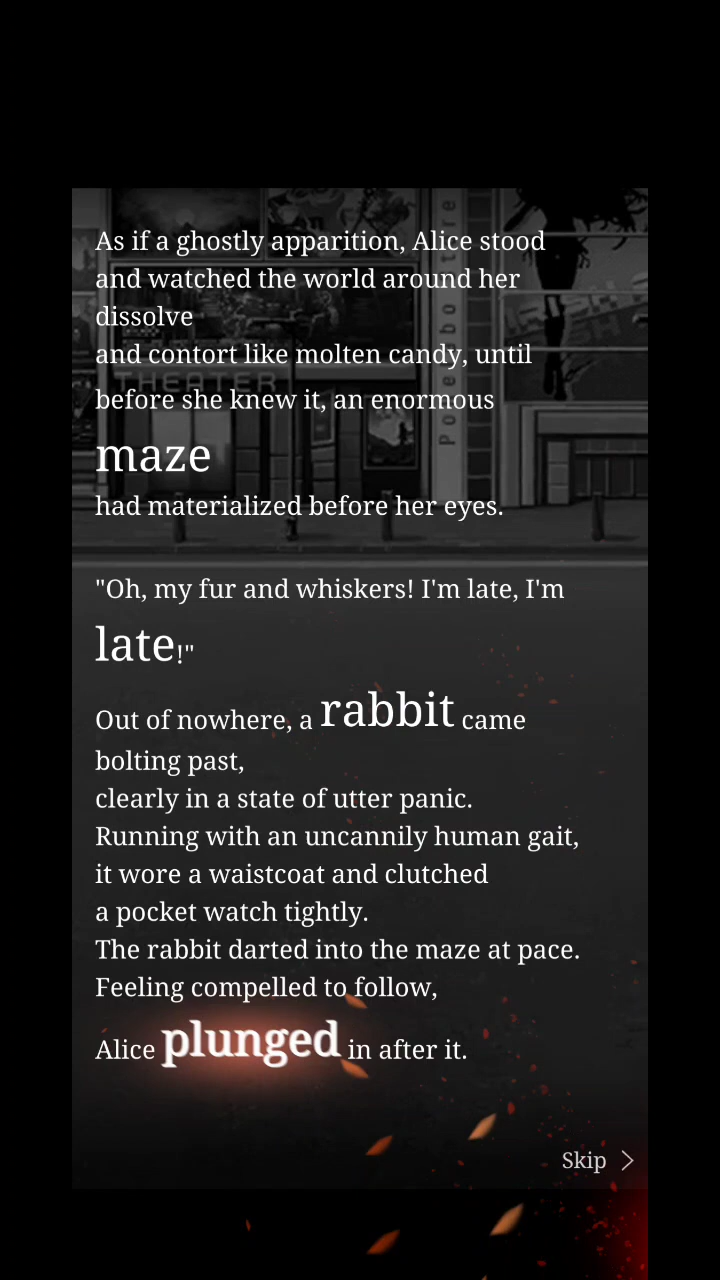 As if a ghostly apparition, Alice stood
and watched the world around her
dissolve
and contort like molten candy, until
before she knew it, an enormous
maze
had materialized before her eyes.
"Oh, my fur and whiskers! I'm late, I'm
late!"
Out of nowhere, a rabbit came
bolting past,
clearly in a state of utter panic.
Running with an uncannily human gait,
it wore a waistcoat and clutched
a pocket watch tightly.
The rabbit darted into the maze at pace.
Feeling compelled to follow,
Alice plunged in after it.
Skip
THEATER